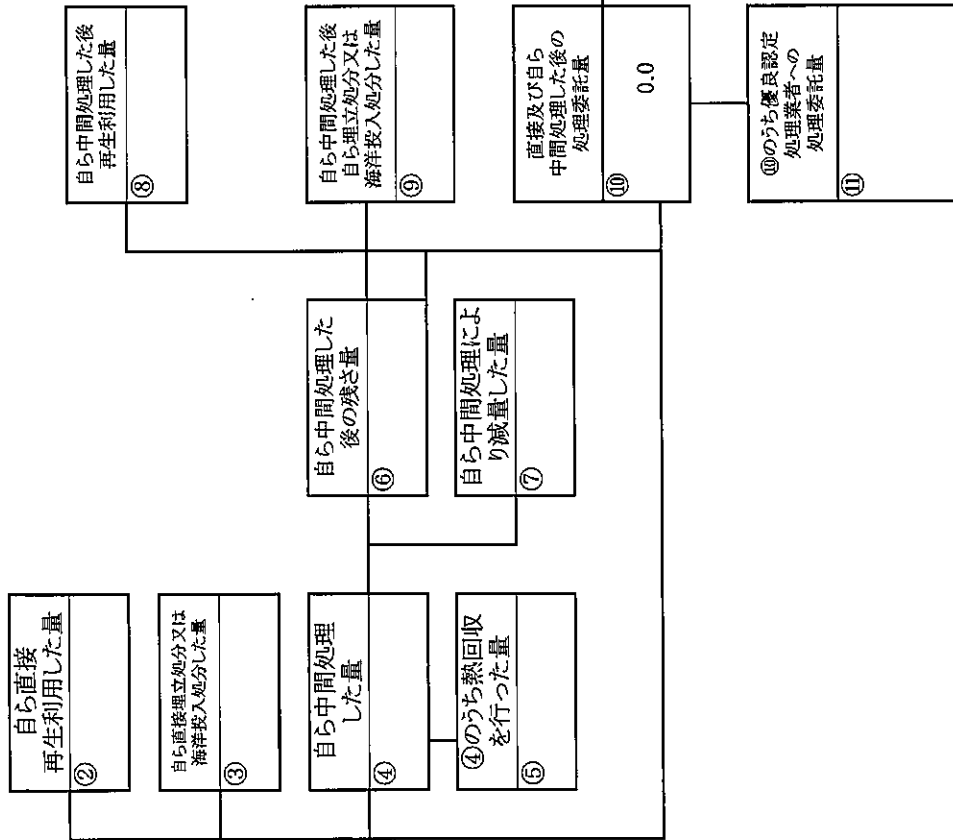 自ら直接
再生利用した量
②
自ら直接埋立処分又は
海洋投入処分した量
③
自ら中間処理
した量
④
④のうち熱回収
を行った量
⑤
自ら中間処理した
後の残さ量
⑥
自ら中間処理によ
り減量した量
⑦
自ら中間処理した後
再生利用した量
⑧
自ら中間処理した後
自ら埋立処分又は
海洋投入処分した量
⑨
直接及び自ら
中間処理した後の
処理委託量
⑩
0.0
⑩のうち優良認定
処理業者への
処理委託量
⑪